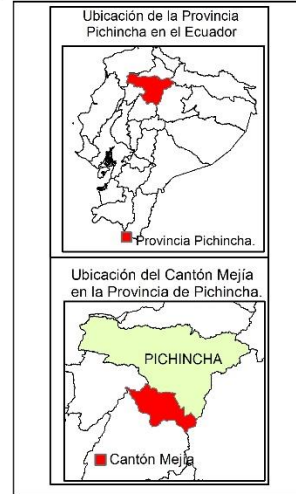 Ubicación de la Provincia
Pichincha en el Ecuador
Provincia Pichincha.
Ubicación del Cantón Mejía
en la Provincia de Pichincha.
PICHINCHA
Cantón Mejía